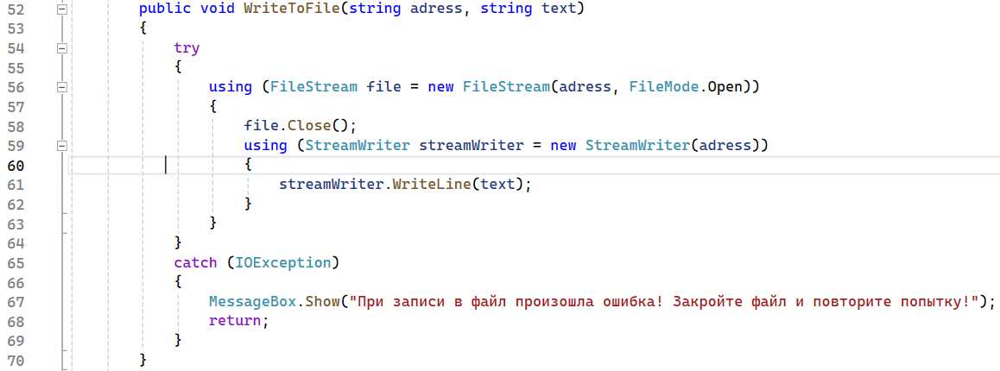 52 public void WriteToFile(string adress, string text)
53 {
54 try
55 {
56 using (FileStream file = new FileStream(adress, FileMode.Open))
57 {
58 file.Close();
59 using (StreamWriter streamWriter = new StreamWriter(adress))
60 {
61 streamWriter.WriteLine(text);
62 }
63 }
64 }
65 catch (IOException)
66 {
67 MessageBox.Show("При записи в файл произошла ошибка! Закройте файл и повторите попытку!");
68 return;
69 }
70 }